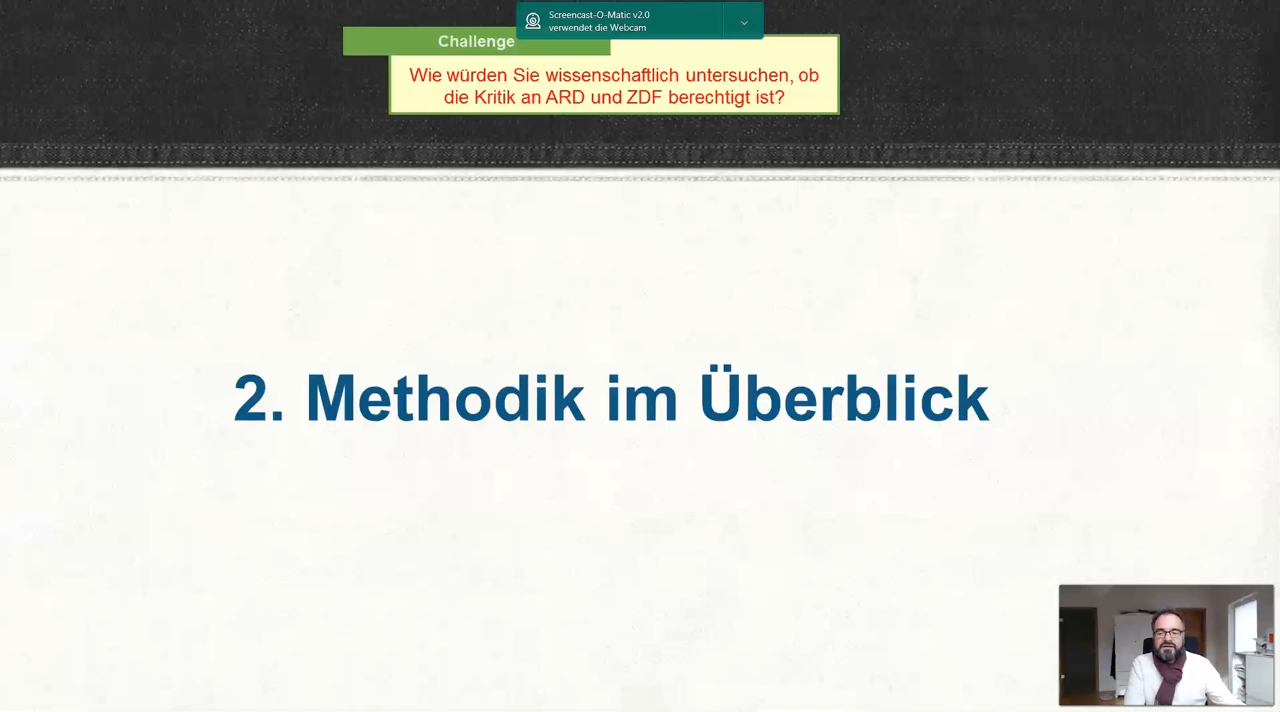 Screencast-O-Matic v2.0
verwendet die Webcam
Challenge
Wie würden Sie wissenschaftlich untersuchen, ob
die Kritik an ARD und ZDF berechtigt ist?
2. Methodik im Überblick